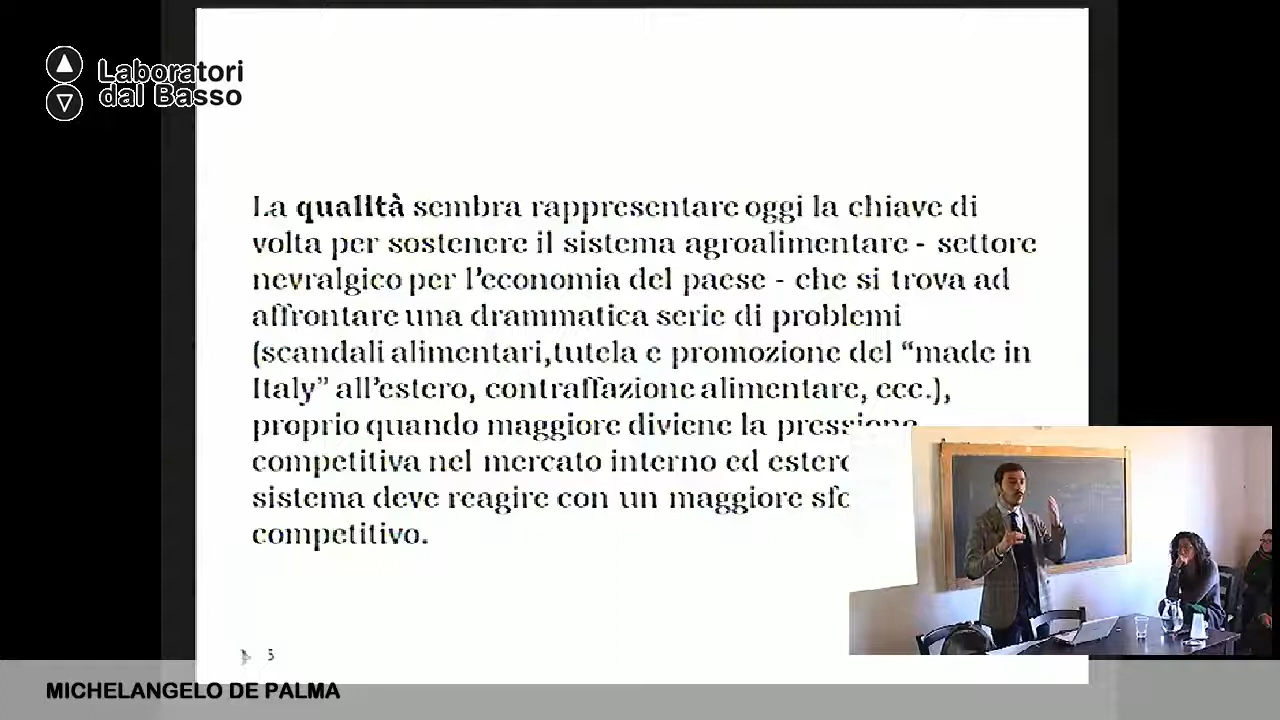 Laboratori
dal Basso
La qualità sembra rappresentare oggi la chiave di
volta per sostenere il sistema agroalimentare - settore
nevralgico per l'economia del paese - che si trova ad
affrontare una drammatica serie di problemi
(scandali alimentari,tutela e promozione del “made in
Italy” all'estero, contraffazione alimentare, ecc.),
proprio quando maggiore diviene la pressione
competitiva nel mercato interno ed estero
sistema deve reagire con un maggiore sfo
competitivo.
5
MICHELANGELO DE PALMA